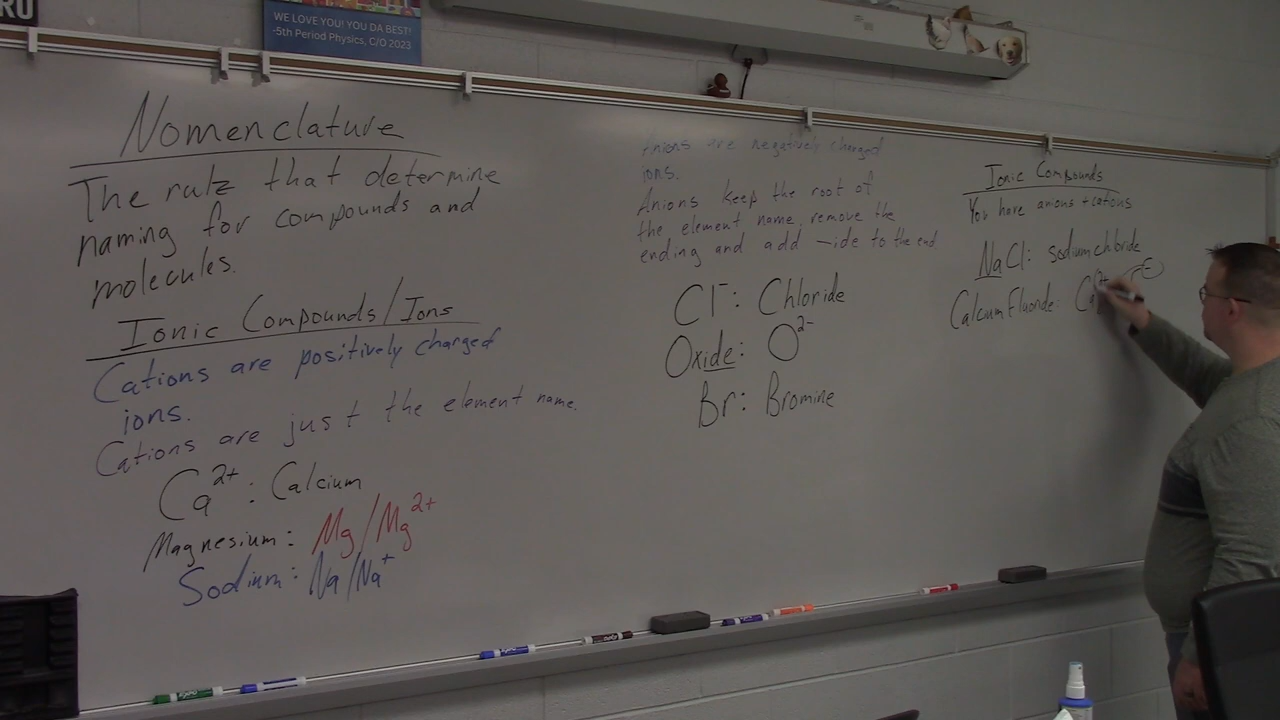 RU
WE LOVE YOU! YOU DA BEST!
-5th Period Physics, C/O 2023
Nomenclature
The rule that determine
naming for compounds and
molecules.
Ionic Compounds/Ions
Cations are positively charged
ions.
Cations are just the element name.
Ca²⁺: Calcium
Magnesium: Mg/Mg²⁺
Sodium: Na/Na⁺
Anions are negatively charged
ions.
Anions keep the root of
the element name, remove the
ending and add -ide to the end
Cl⁻: Chloride
Oxide: O²⁻
Br: Bromine
Ionic Compounds
You have anions + cations
NaCl: sodium chloride
Calcium Fluoride: Ca²⁺